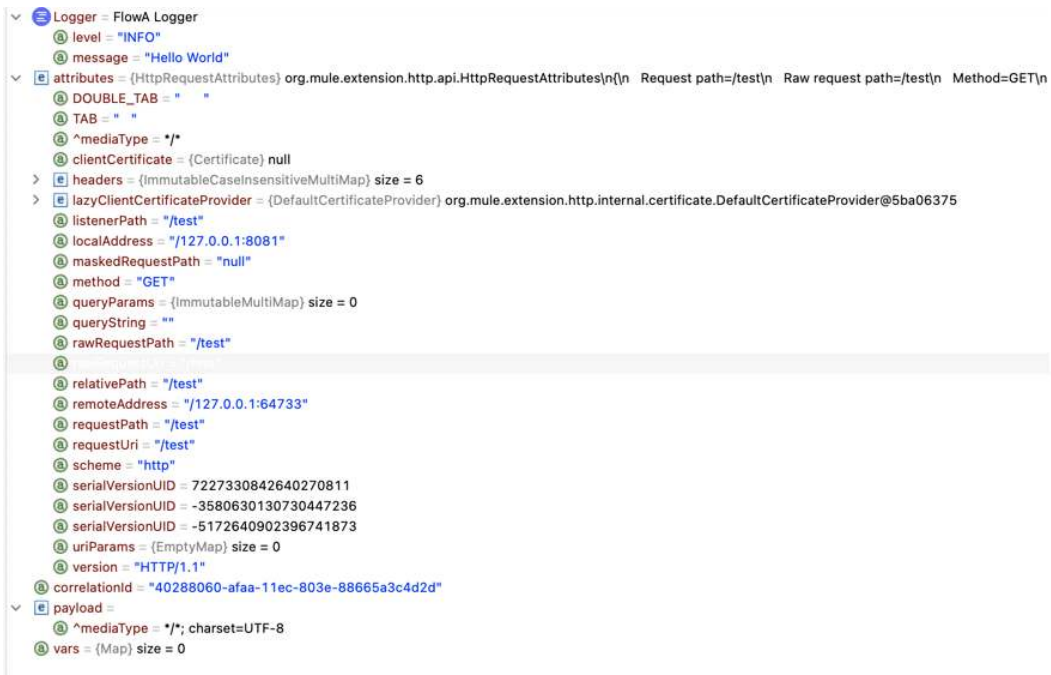 Logger = FlowA Logger
level = "INFO"
message = "Hello World"
attributes = {HttpRequestAttributes} org.mule.extension.http.api.HttpRequestAttributes\n{\n   Request path=/test\n   Raw request path=/test\n   Method=GET\n
DOUBLE_TAB = "      "
TAB = "   "
^mediaType = */*
clientCertificate = {Certificate} null
headers = {ImmutableCaseInsensitiveMultiMap} size = 6
lazyClientCertificateProvider = {DefaultCertificateProvider} org.mule.extension.http.internal.certificate.DefaultCertificateProvider@5ba06375
listenerPath = "/test"
localAddress = "/127.0.0.1:8081"
maskedRequestPath = "null"
method = "GET"
queryParams = {ImmutableMultiMap} size = 0
queryString = ""
rawRequestPath = "/test"
relativePath = "/test"
remoteAddress = "/127.0.0.1:64733"
requestPath = "/test"
requestUri = "/test"
scheme = "http"
serialVersionUID = 7227330842640270811
serialVersionUID = -3580630130730447236
serialVersionUID = -5172640902396741873
uriParams = {EmptyMap} size = 0
version = "HTTP/1.1"
correlationId = "40288060-afaa-11ec-803e-88665a3c4d2d"
payload =
^mediaType = */*; charset=UTF-8
vars = {Map} size = 0